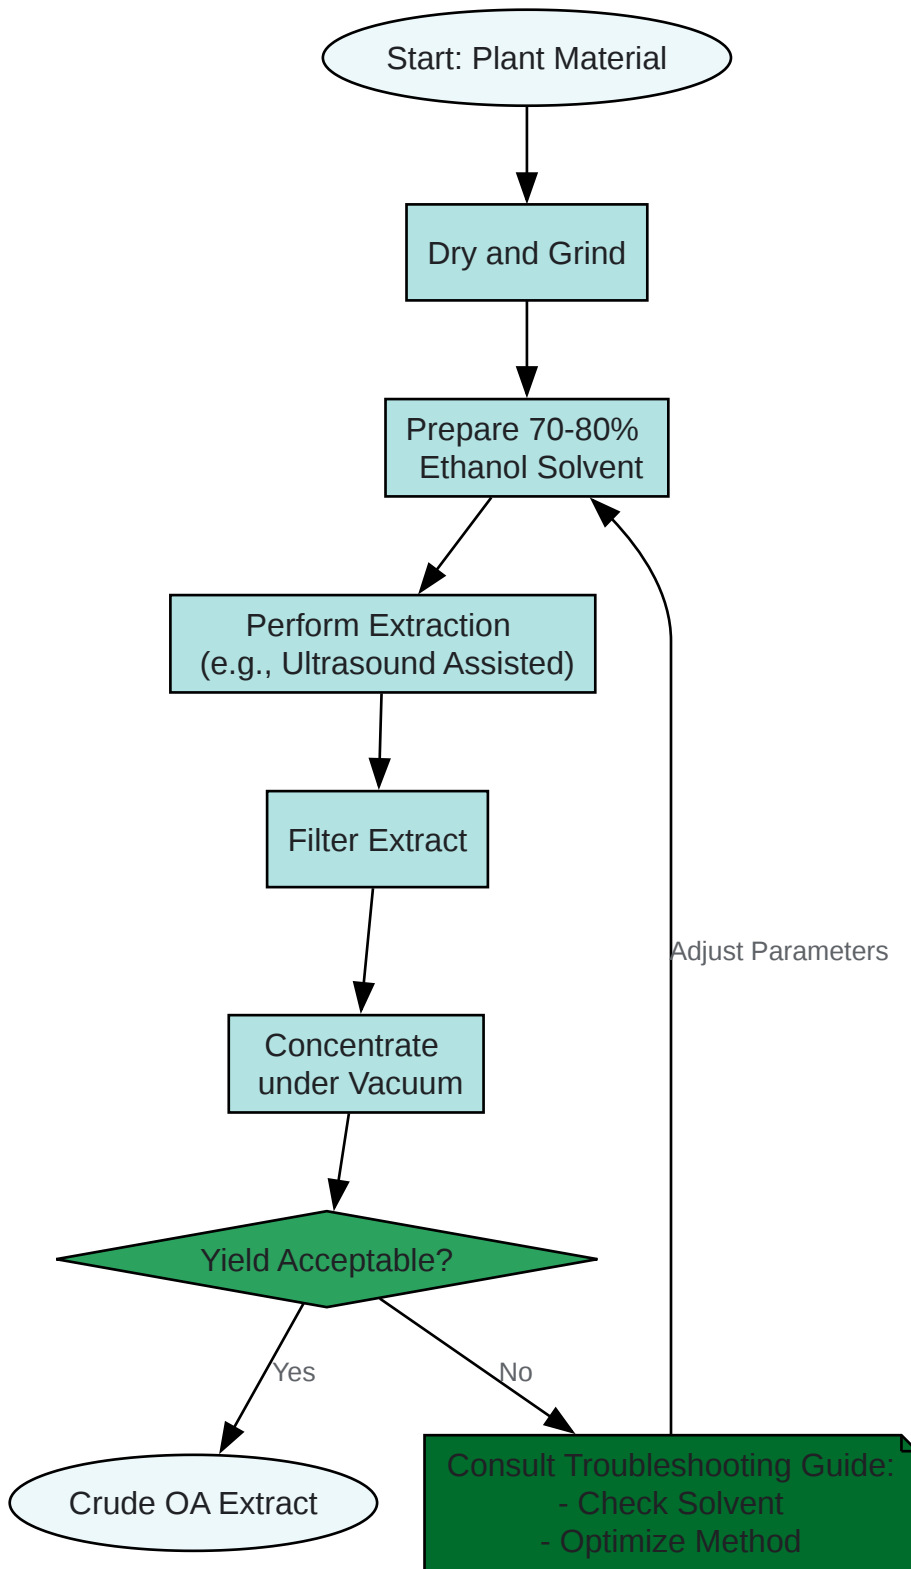 Start: Plant Material
Dry and Grind
Prepare 70-80%
Ethanol Solvent
Perform Extraction
(e.g., Ultrasound Assisted)
Filter Extract
Adjust Parameters
Concentrate
under Vacuum
Yield Acceptable?
Yes
No
Crude OA Extract
Consult Troubleshooting Guide:
- Check Solvent
- Optimize Method